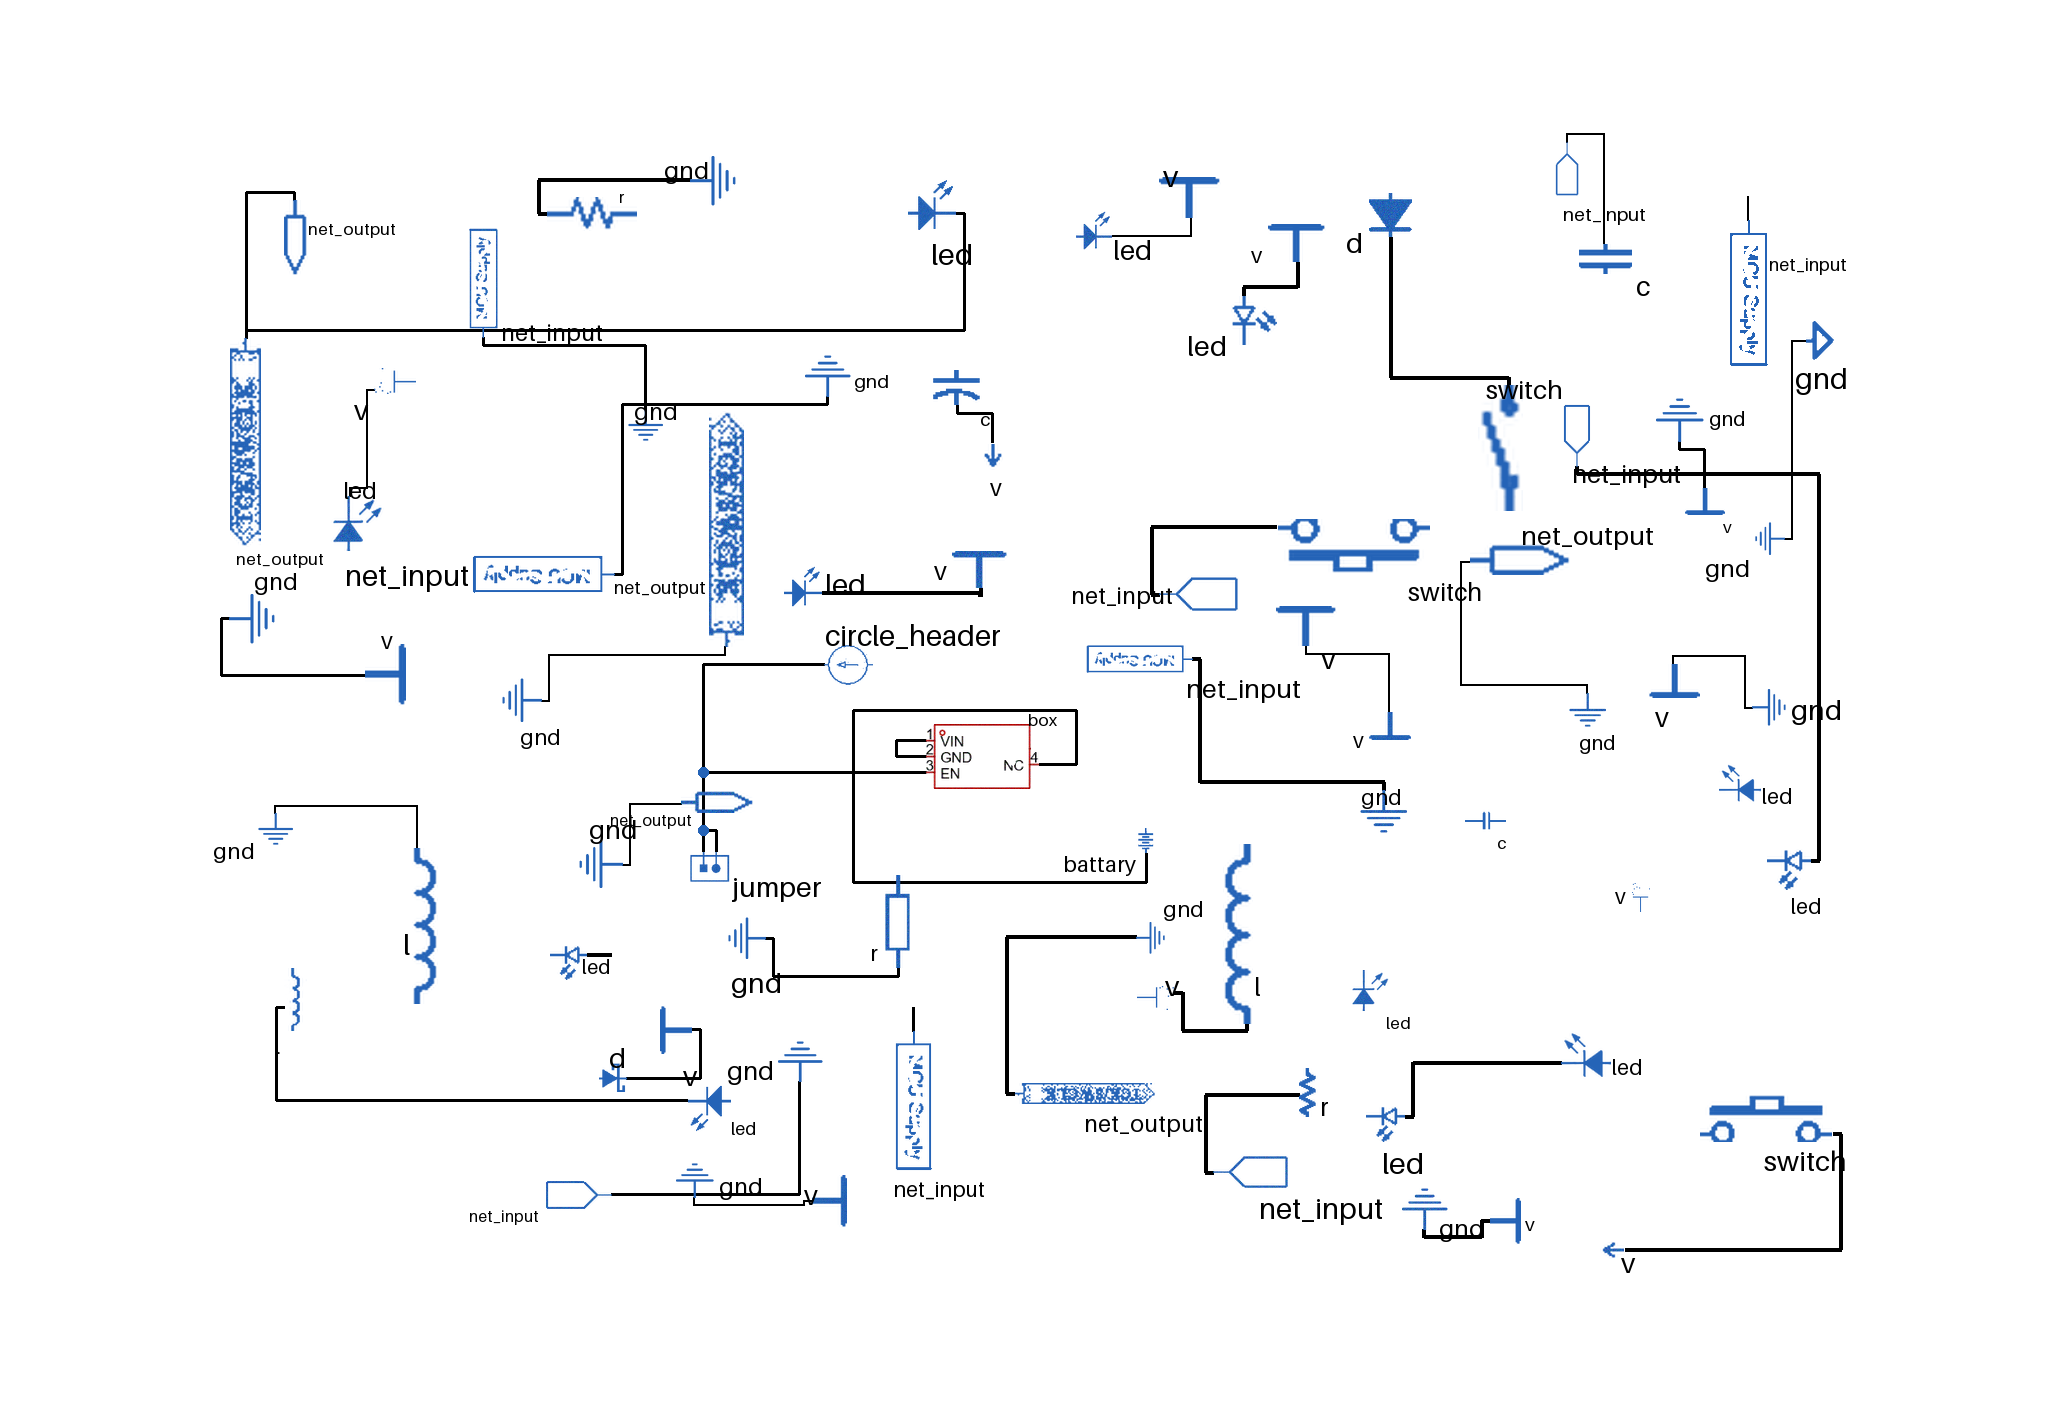 v
gnd
r
net_output
net_input
d
led
led
v
net_input
c
led
net_input
gnd
gnd
v
gnd
c
switch
gnd
led
v
net_input
v
net_output
net_output
gnd
net_input
net_output
v
led
net_input
switch
gnd
v
circle_header
v
net_input
gnd
v
v
gnd
v
gnd
box
1
VIN
2
GND
4
3
EN
NC
gnd
led
net_output
gnd
gnd
c
battary
jumper
v
led
gnd
l
r
led
gnd
v
l
led
d
gnd
v
led
led
r
net_output
led
switch
gnd
v
net_input
net_input
net_input
gnd
v
v